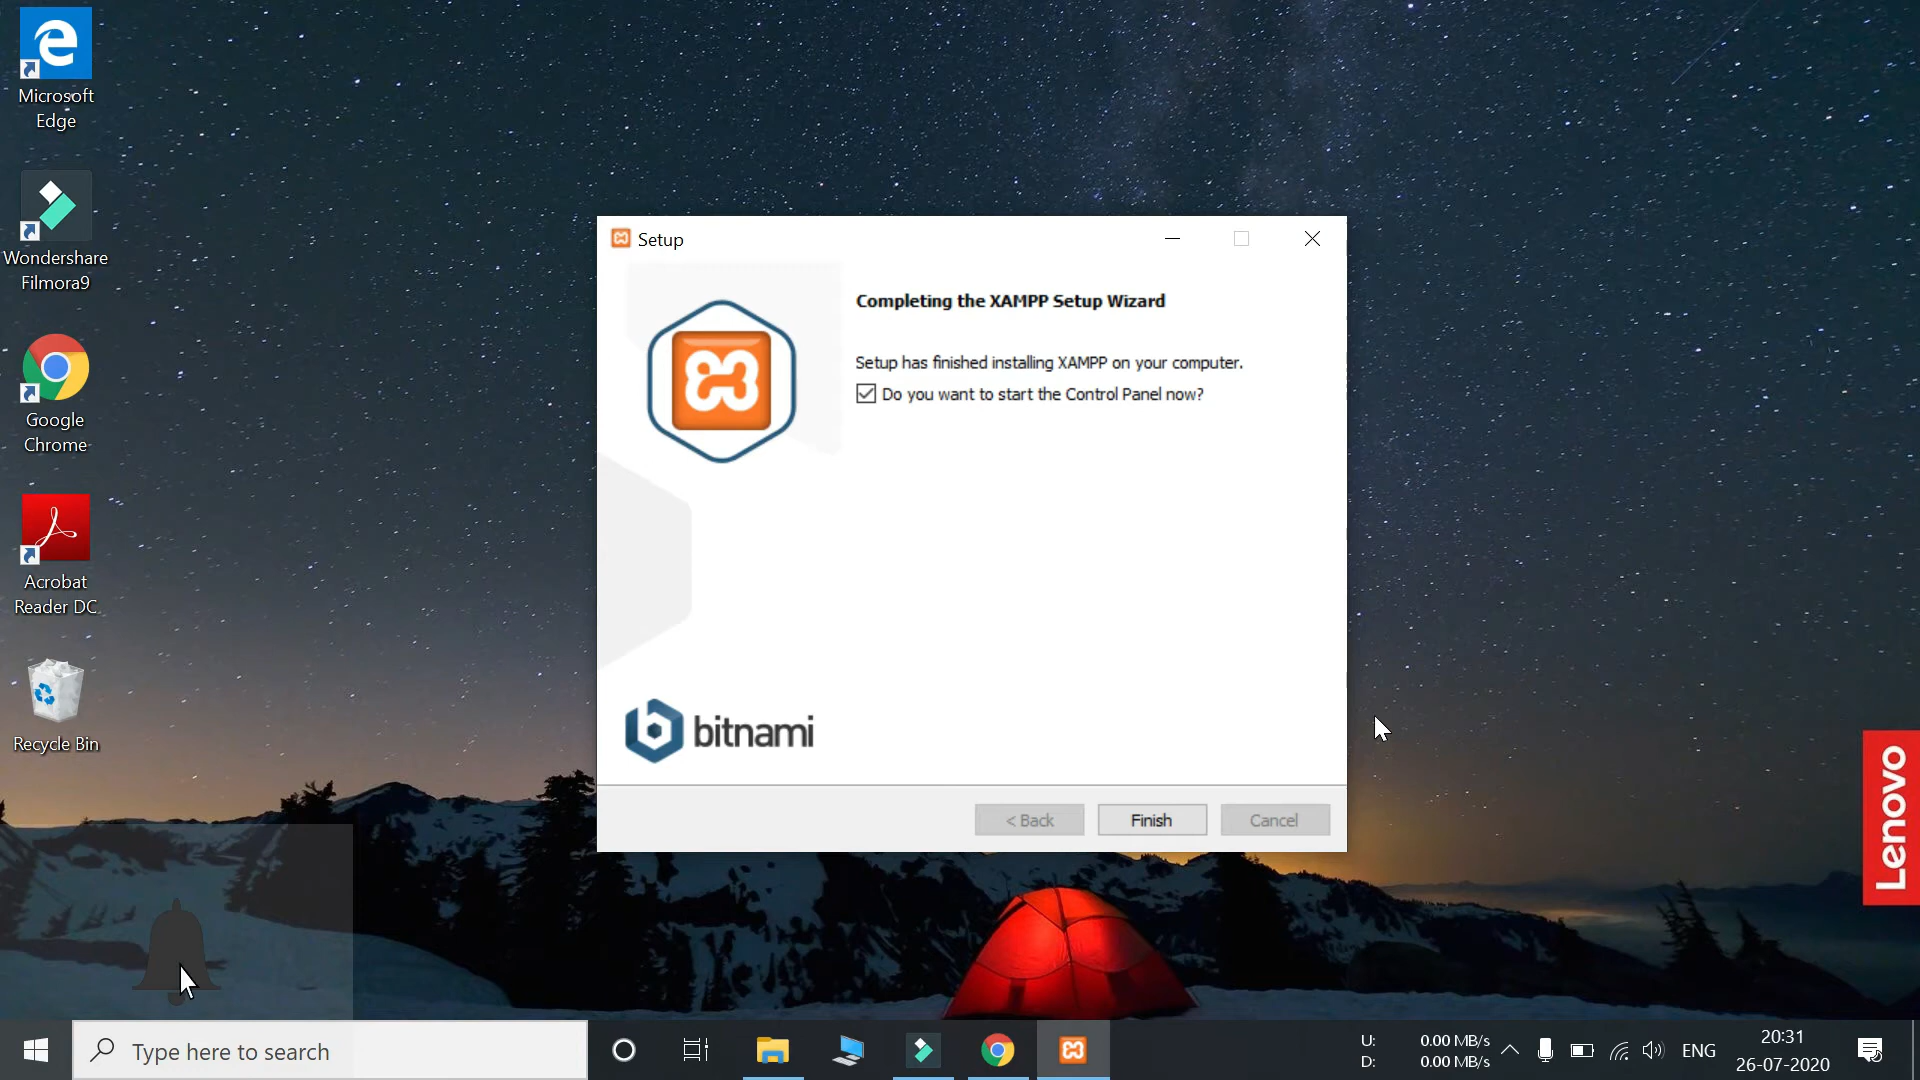 Microsoft
Edge
Wondershare
Filmora9
Google
Chrome
Acrobat
Reader DC
Recycle Bin
Setup
Completing the XAMPP Setup Wizard
Setup has finished installing XAMPP on your computer.
Do you want to start the Control Panel now?
bitnami
< Back
Finish
Cancel
Lenovo
Type here to search
U: 0.00 MB/s
D: 0.00 MB/s
ENG
20:31
26-07-2020